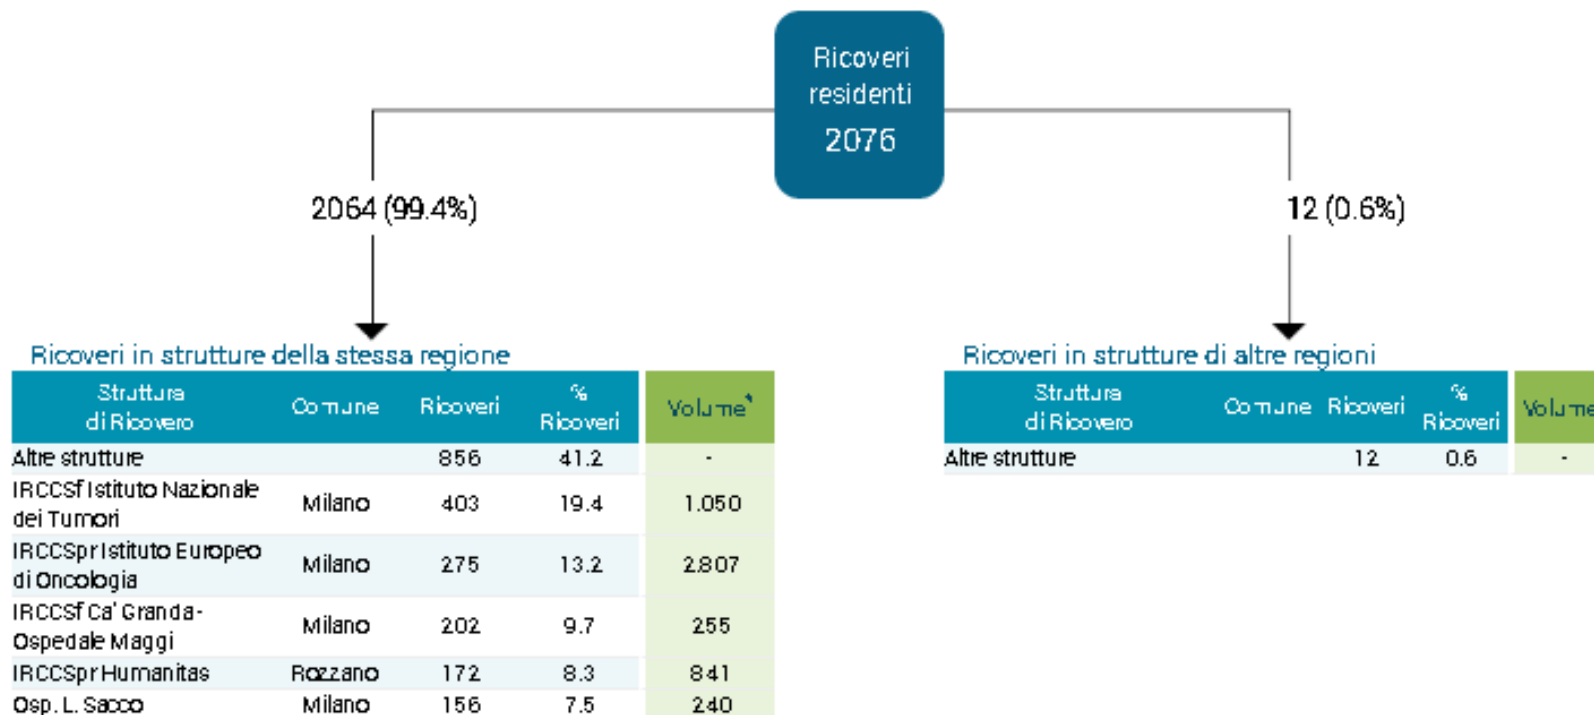 Ricoveri
residenti
2076
2064 (99.4%)
12 (0.6%)
Ricoveri in strutture della stessa regione
Struttura
di Ricovero
Comune
Ricoveri
%
Ricoveri
Volume*
Altre strutture 856 41.2 -
IRCCSf Istituto Nazionale
dei Tumori
Milano 403 19.4 1.050
IRCCSpr Istituto Europeo
di Oncologia
Milano 275 13.2 2.807
IRCCSf Ca' Granda-
Ospedale Maggi
Milano 202 9.7 255
IRCCSpr Humanitas Rozzano 172 8.3 841
Osp. L. Sacco Milano 156 7.5 240
Ricoveri in strutture di altre regioni
Struttura
di Ricovero
Comune
Ricoveri
%
Ricoveri
Volume
Altre strutture 12 0.6 -